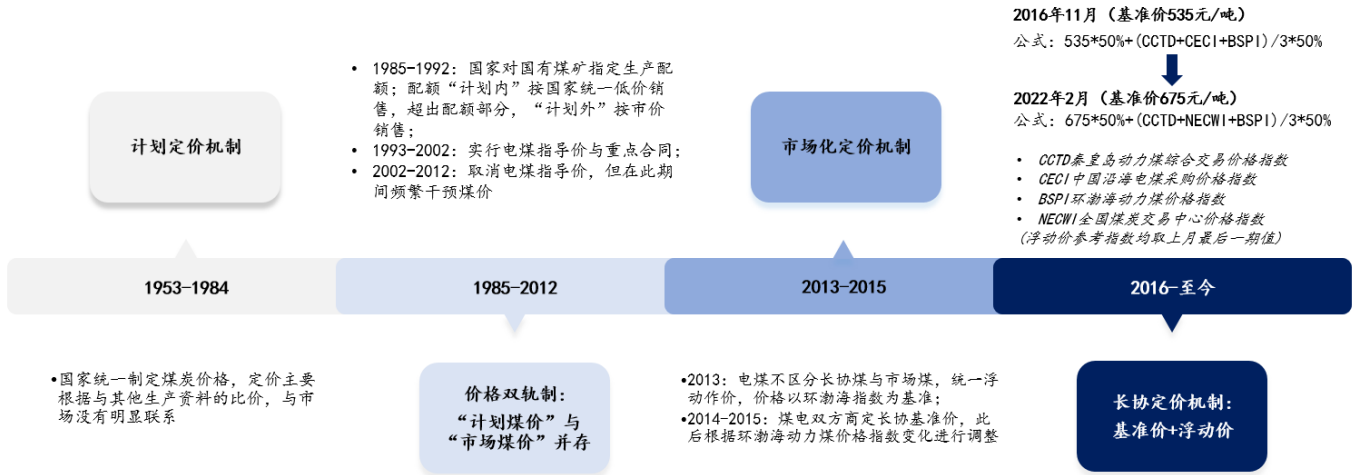 计划定价机制
1953-1984
•国家统一制定煤炭价格，定价主要
根据与其他生产资料的比价，与市
场没有明显联系
• 1985-1992：国家对国有煤矿指定生产配
额；配额“计划内”按国家统一低价销
售，超出配额部分，“计划外”按市价
销售；
• 1993-2002：实行电煤指导价与重点合同；
• 2002-2012：取消电煤指导价，但在此期
间频繁干预煤价
1985-2012
价格双轨制：
“计划煤价”与
“市场煤价”并存
市场化定价机制
2013-2015
•2013：电煤不区分长协煤与市场煤，统一浮
动作价，价格以环渤海指数为基准；
•2014-2015：煤电双方商定长协基准价，此
后根据环渤海动力煤价格指数变化进行调整
2016年11月（基准价535元/吨）
公式：535*50%+(CCTD+CECI+BSPI)/3*50%
2022年2月（基准价675元/吨）
公式：675*50%+(CCTD+NECWI+BSPI)/3*50%
• CCTD秦皇岛动力煤综合交易价格指数
• CECI中国沿海电煤采购价格指数
• BSPI环渤海动力煤价格指数
• NECWI全国煤炭交易中心价格指数
(浮动价参考指数均取上月最后一期值)
2016-至今
长协定价机制：
基准价+浮动价